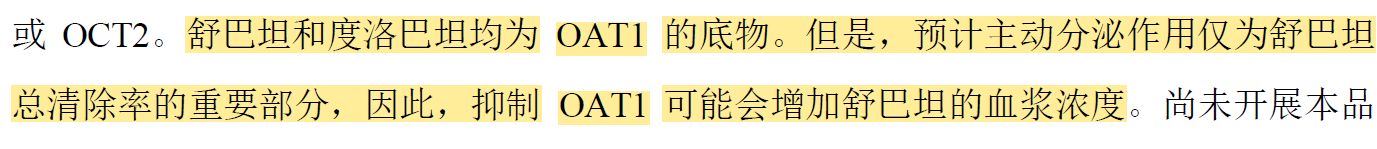 或 OCT2。舒巴坦和度洛巴坦均为 OAT1 的底物。但是，预计主动分泌作用仅为舒巴坦
总清除率的重要部分，因此，抑制 OAT1 可能会增加舒巴坦的血浆浓度。尚未开展本品